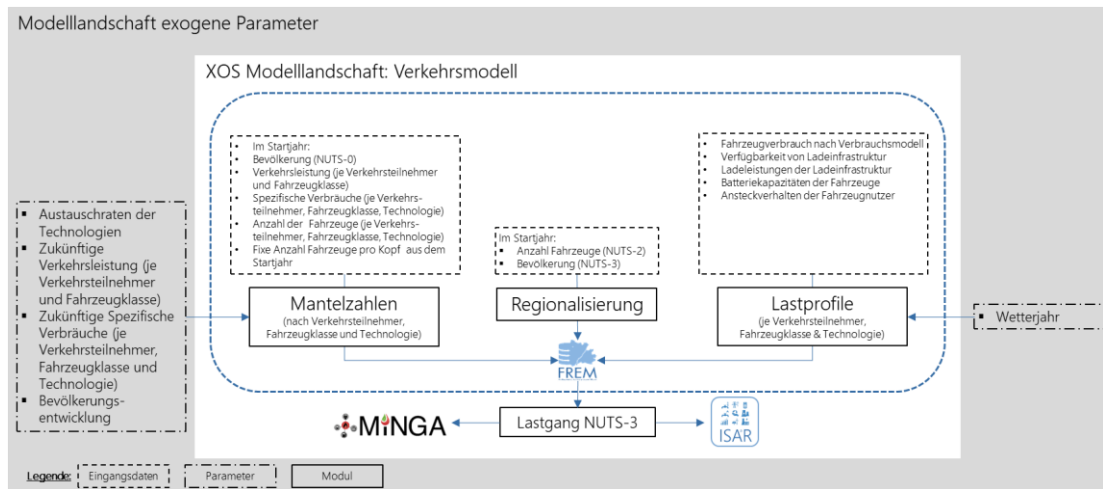 Modelllandschaft exogene Parameter
XOS Modelllandschaft: Verkehrsmodell
▪ Austauschraten der
Technologien
▪ Zukünftige
Verkehrsleistung (je
Verkehrsteilnehmer
und Fahrzeugklasse)
▪ Zukünftige Spezifische
Verbräuche (je
Verkehrsteilnehmer,
Fahrzeugklasse und
Technologie)
▪ Bevölkerungs-
entwicklung
• Im Startjahr:
• Bevölkerung (NUTS-0)
• Verkehrsleistung (je Verkehrsteilnehmer
und Fahrzeugklasse)
• Spezifische Verbräuche (je Verkehrs-
teilnehmer, Fahrzeugklasse, Technologie)
• Anzahl der Fahrzeuge (je Verkehrs-
teilnehmer, Fahrzeugklasse, Technologie)
• Fixe Anzahl Fahrzeuge pro Kopf aus dem
Startjahr
Im Startjahr:
▪ Anzahl Fahrzeuge (NUTS-2)
▪ Bevölkerung (NUTS-3)
• Fahrzeugverbrauch nach Verbrauchsmodell
• Verfügbarkeit von Ladeinfrastruktur
• Ladeleistungen der Ladeinfrastruktur
• Batteriekapazitäten der Fahrzeuge
• Ansteckverhalten der Fahrzeugnutzer
Mantelzahlen
(nach Verkehrsteilnehmer,
Fahrzeugklasse und Technologie)
Regionalisierung
Lastprofile
(je Verkehrsteilnehmer,
Fahrzeugklasse & Technologie)
▪ Wetterjahr
FREM
MINGA
Lastgang NUTS-3
ISAR
Legende: Eingangsdaten Parameter Modul